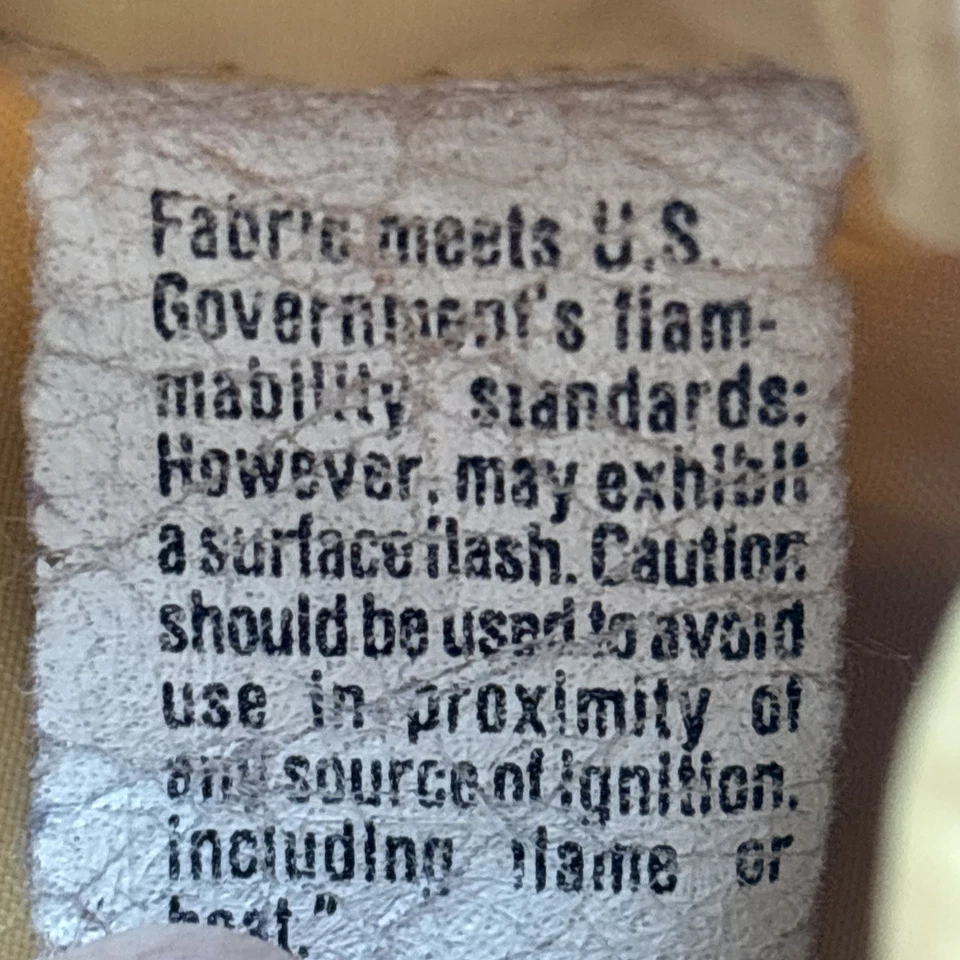 Fabric meets U.S.
Government's flam-
mability standards:
However, may exhibit
a surface flash. Caution
should be used to avoid
use in proximity of
any source of ignition.
including flame or
heat."